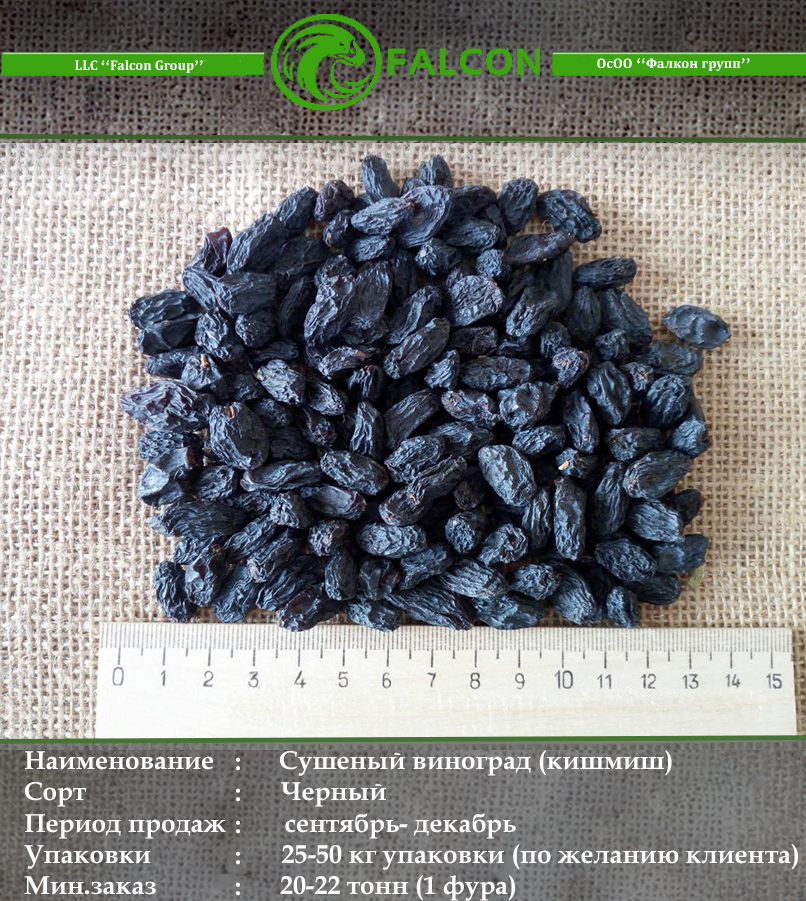 LLC “Falcon Group”
FALCON
ОсОО “Фалкон групп”
0 1 2 3 4 5 6 7 8 9 10 11 12 13 14 15
Наименование : Сушеный виноград (кишмиш)
Сорт : Черный
Период продаж : сентябрь- декабрь
Упаковки : 25-50 кг упаковки (по желанию клиента)
Мин.заказ : 20-22 тонн (1 фура)